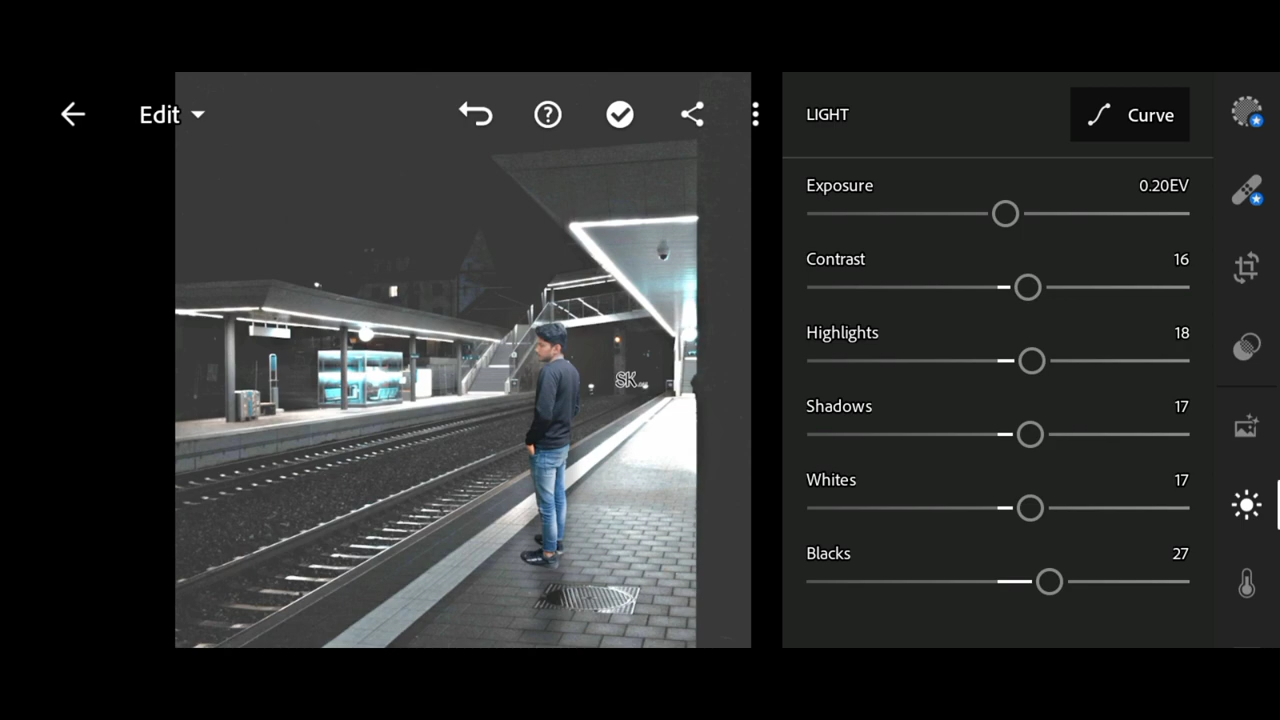 Edit
LIGHT
Curve
Exposure 0.20EV
Contrast 16
Highlights 18
Shadows 17
Whites 17
Blacks 27
SK